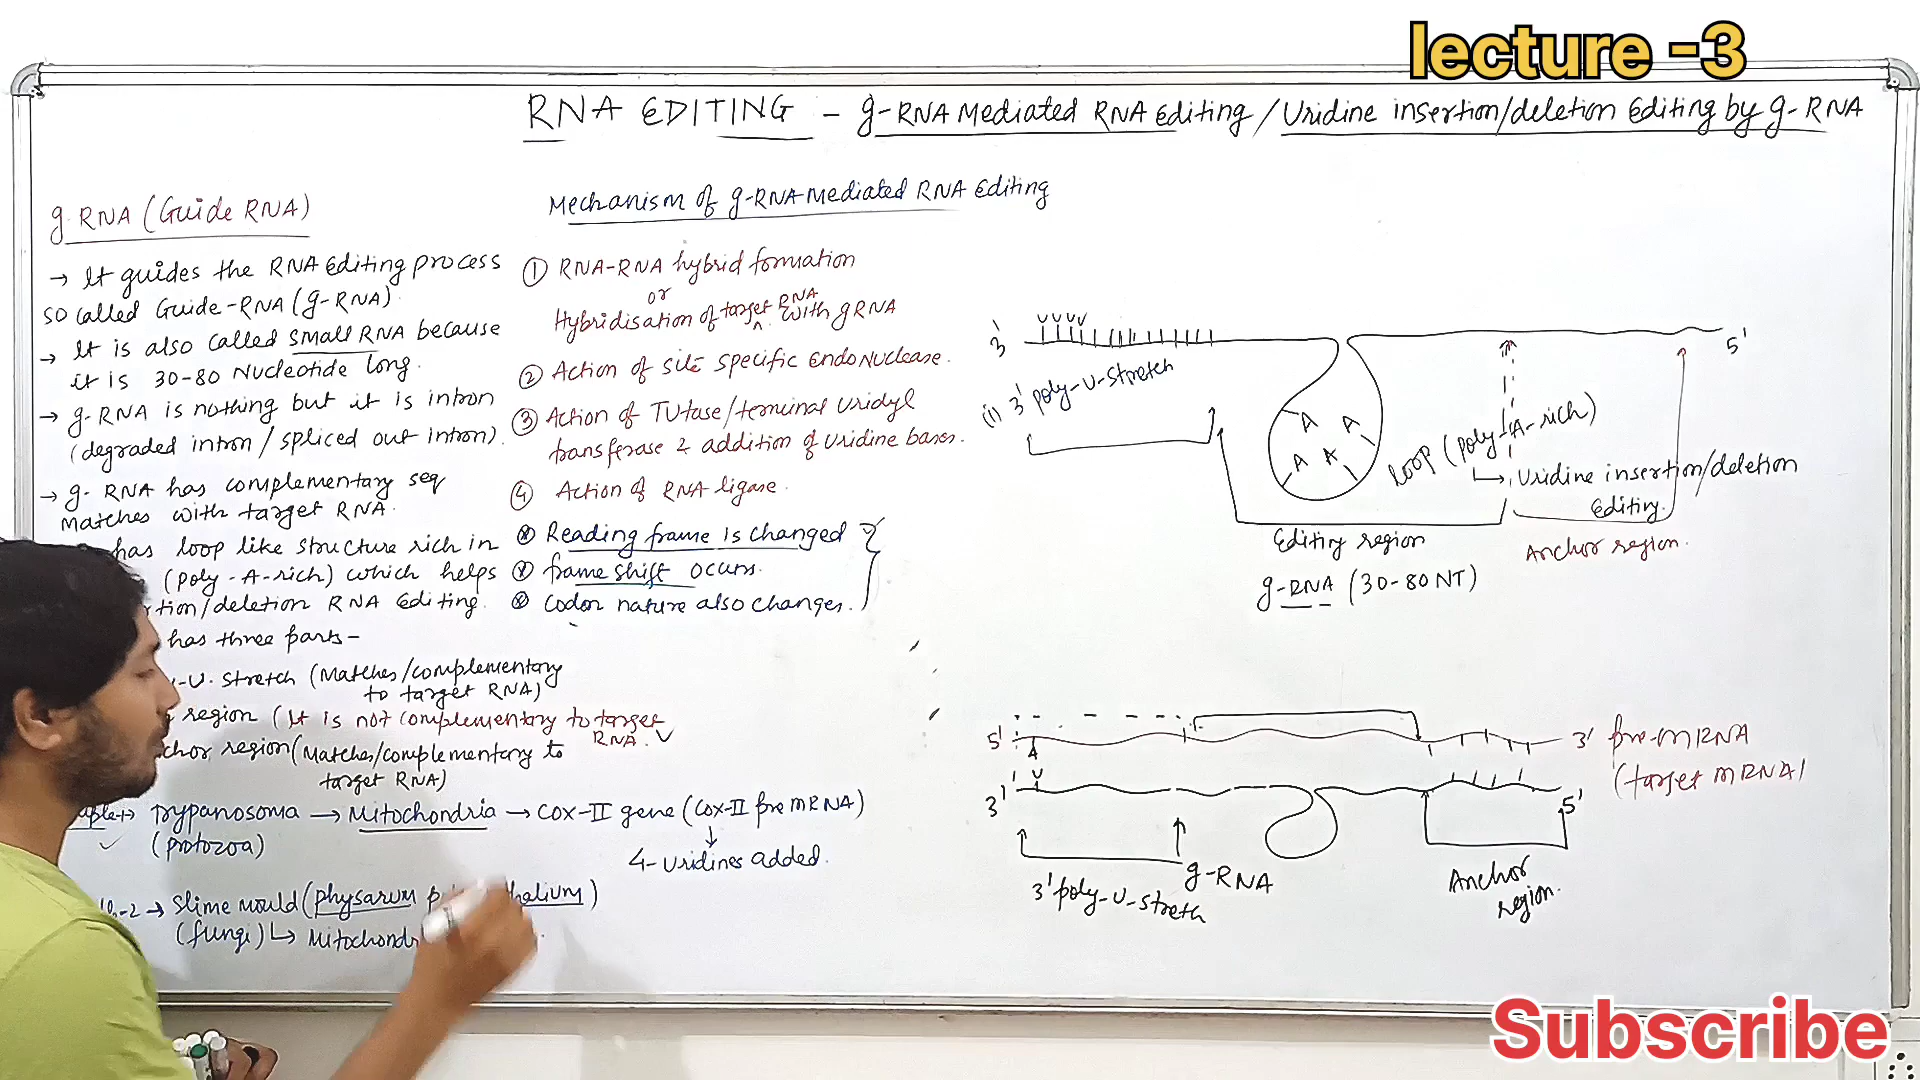 lecture -3
RNA EDITING - g-RNA Mediated RNA Editing / Uridine insertion/deletion Editing by g-RNA
g RNA (Guide RNA)
→ It guides the RNA Editing process
so called Guide-RNA (g-RNA).
→ It is also called small RNA because
it is 30-80 Nucleotide long.
→ g-RNA is nothing but it is intron
(degraded intron / spliced out intron).
→ g-RNA has complementary seq
matches with target RNA.
has loop like structure rich in
(poly-A-rich) which helps
tion/deletion RNA Editing.
has three parts-
-U. stretch (Matches/complementary
to target RNA)
region (It is not complementary to target
RNA. ✓
chor region (Matches/complementary to
target RNA)
Trypanosoma → Mitochondria → COX-II gene (Cox-II pre mRNA)
✓ (protozoa) ↓
4-Uridines added.
-2 → Slime mould (physarum
(fungi) ↳ Mitochond
Mechanism of g-RNA Mediated RNA Editing
① RNA-RNA hybrid formation
or
Hybridisation of target RNA with gRNA
② Action of site specific EndoNuclease.
③ Action of TUtase/terminal Uridyl
transferase & addition of Uridine bases.
④ Action of RNA ligase.
⊗ Reading frame is changed
⊗ frame shift occurs.
⊗ Codon nature also changes.
3' UUUU 5'
(i) 3' poly-U-stretch
A A
A A
Loop (poly-A-rich)
↳ Uridine insertion/deletion
Editing.
Editing region
Anchor region.
g-RNA (30-80 NT)
5' A 3' pre-mRNA
(target mRNA)
3' U 5'
g-RNA
3' poly-U-streth
Anchor
region.
Subscribe